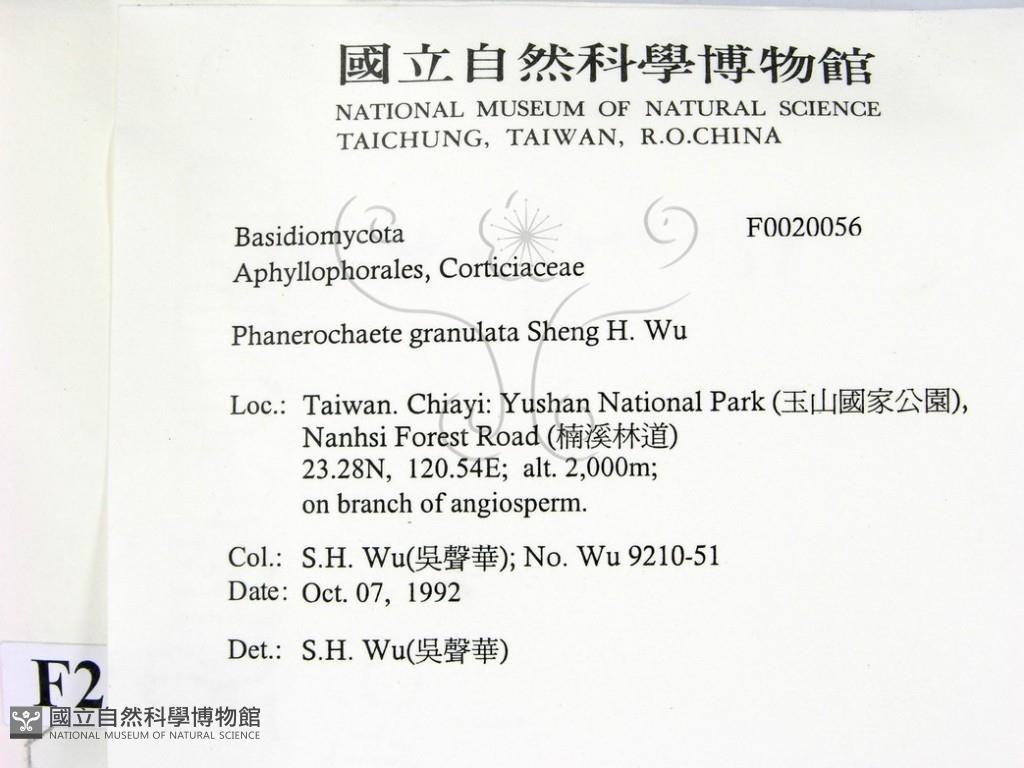 國立自然科學博物館
NATIONAL MUSEUM OF NATURAL SCIENCE
TAICHUNG, TAIWAN, R.O.CHINA
Basidiomycota F0020056
Aphyllophorales, Corticiaceae
Phanerochaete granulata Sheng H. Wu
Loc.: Taiwan. Chiayi: Yushan National Park (玉山國家公園),
Nanhsi Forest Road (楠溪林道)
23.28N, 120.54E; alt. 2,000m;
on branch of angiosperm.
Col.: S.H. Wu(吳聲華); No. Wu 9210-51
Date: Oct. 07, 1992
Det.: S.H. Wu(吳聲華)
F2
國立自然科學博物館
NATIONAL MUSEUM OF NATURAL SCIENCE